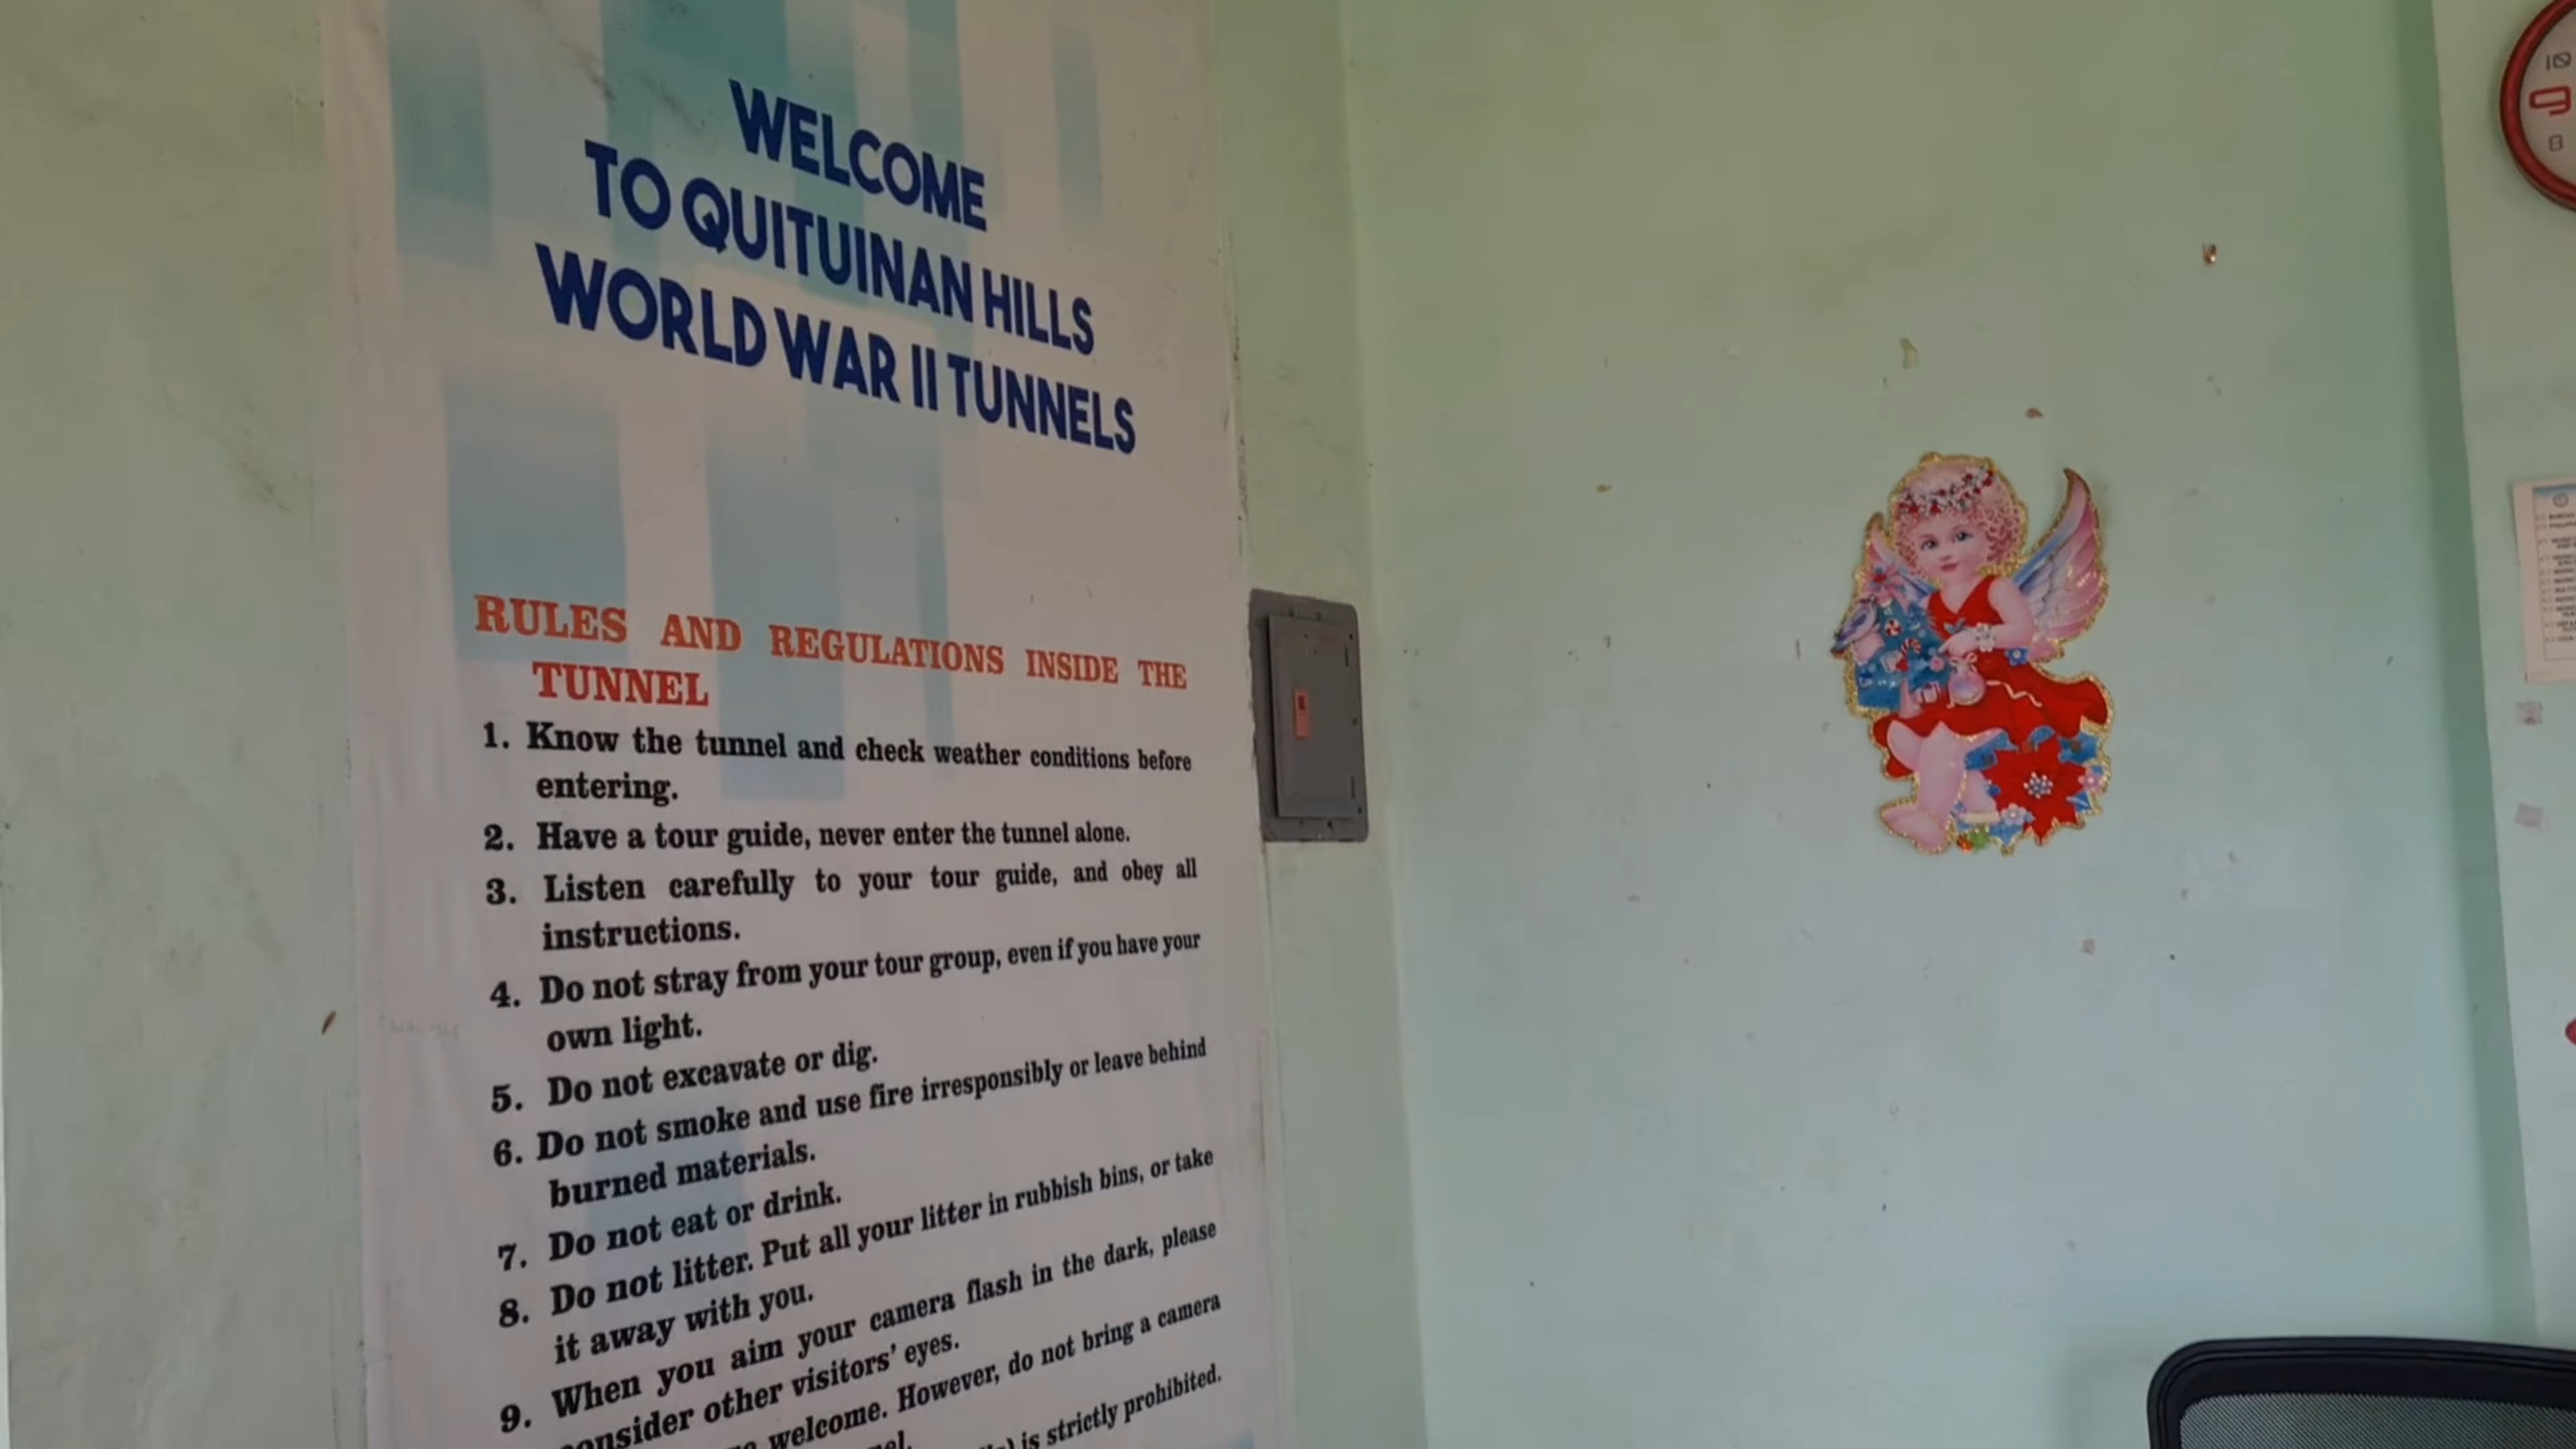 WELCOME
TO QUITUINAN HILLS
WORLD WAR II TUNNELS
RULES AND REGULATIONS INSIDE THE
TUNNEL
1. Know the tunnel and check weather conditions before
entering.
2. Have a tour guide, never enter the tunnel alone.
3. Listen carefully to your tour guide, and obey all
instructions.
4. Do not stray from your tour group, even if you have your
own light.
5. Do not excavate or dig.
6. Do not smoke and use fire irresponsibly or leave behind
burned materials.
7. Do not eat or drink.
8. Do not litter. Put all your litter in rubbish bins, or take
it away with you.
9. When you aim your camera flash in the dark, please
onsider other visitors' eyes.
welcome. However, do not bring a camera
is strictly prohibited.
10
9
8